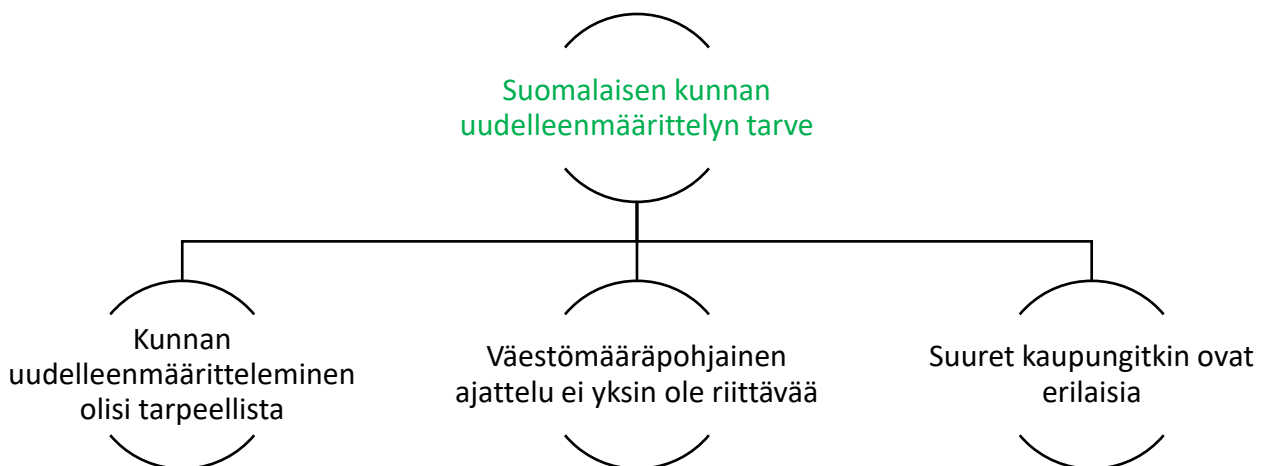 Suomalaisen kunnan
uudelleenmäärittelyn tarve
Kunnan
uudelleenmääritteleminen
olisi tarpeellista
Väestömääräpohjainen
ajattelu ei yksin ole riittävää
Suuret kaupungitkin ovat
erilaisia